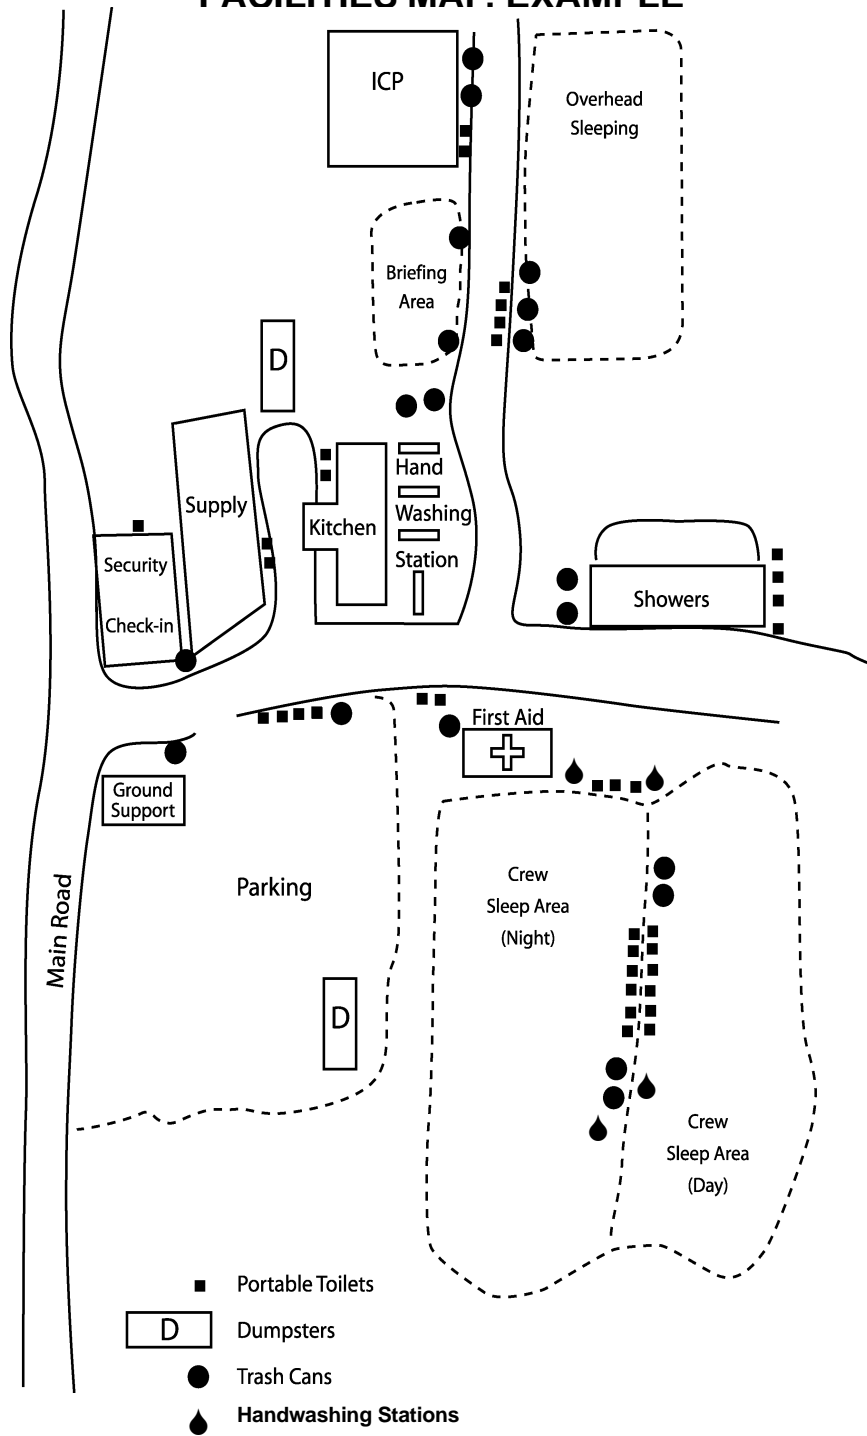 FACILITIES MAP: EXAMPLE
ICP
Overhead
Sleeping
Briefing
Area
D
Supply
Hand
Washing
Station
Kitchen
Security
Check-in
Showers
First Aid
Ground
Support
Parking
Main Road
Crew
Sleep Area
(Night)
D
Crew
Sleep Area
(Day)
Portable Toilets
D
Dumpsters
Trash Cans
Handwashing Stations